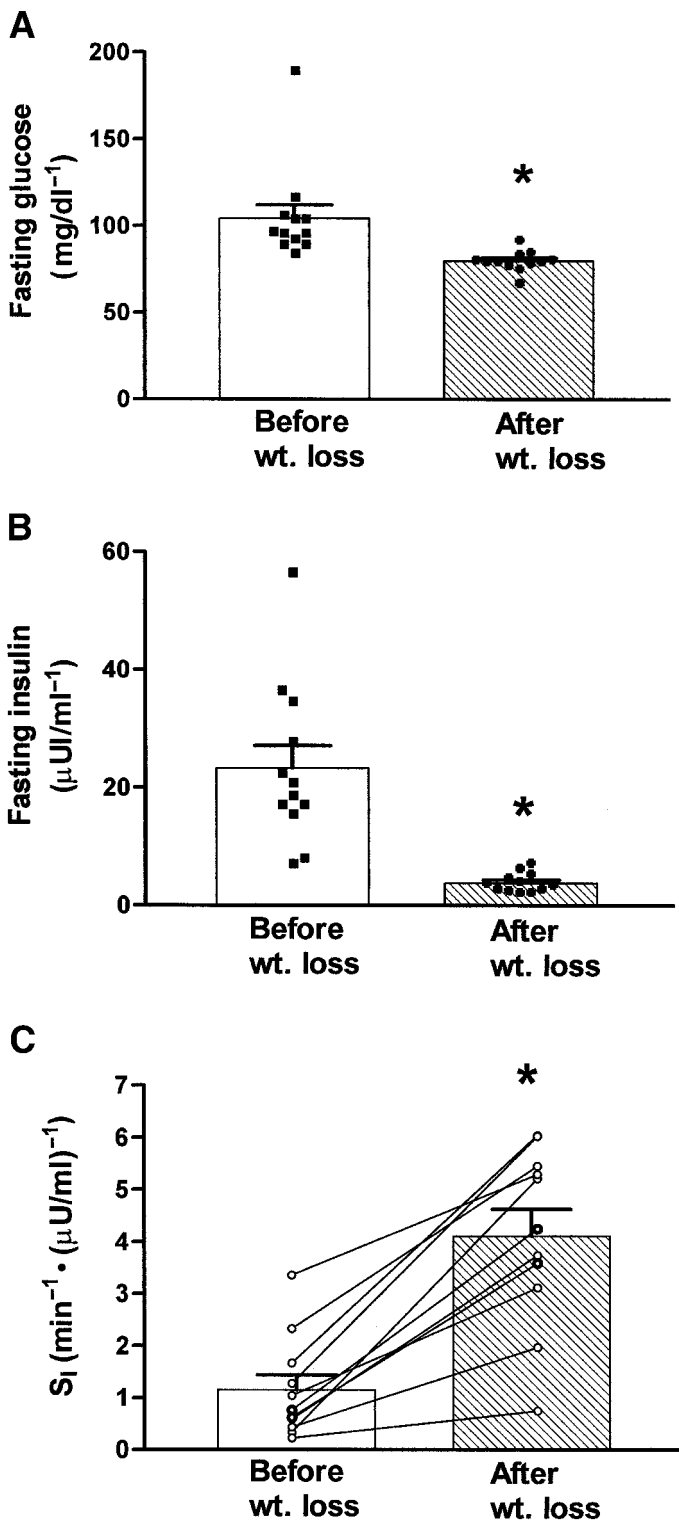 A
Fasting glucose
(mg/dl⁻¹)
200
150
100
50
0
*
Before
wt. loss
After
wt. loss
B
Fasting insulin
(μUI/ml⁻¹)
60
40
20
0
*
Before
wt. loss
After
wt. loss
C
S_I (min⁻¹ • (μU/ml)⁻¹)
7
6
5
4
3
2
1
0
*
Before
wt. loss
After
wt. loss